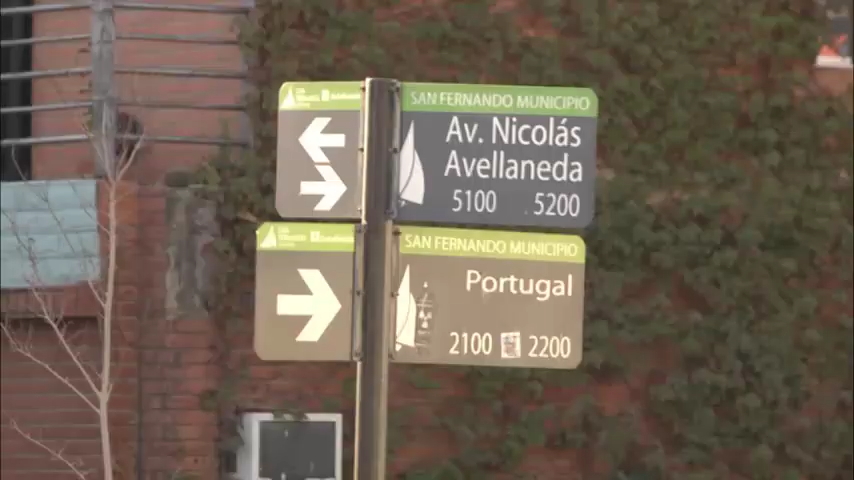 SAN FERNANDO MUNICIPIO
Av. Nicolás
Avellaneda
5100 5200
SAN FERNANDO MUNICIPIO
Portugal
2100 2200